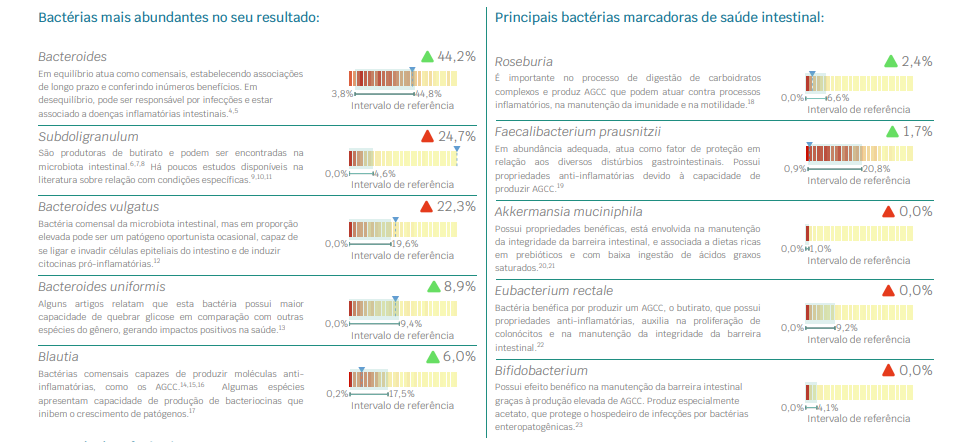 Bactérias mais abundantes no seu resultado:
Bacteroides
44,2%
Em equilíbrio atua como comensais, estabelecendo associações
de longo prazo e conferindo inúmeros benefícios. Em
desequilíbrio, pode ser responsável por infecções e estar
associado a doenças inflamatórias intestinais.4,5
3,8%
44,8%
Intervalo de referência
Subdoligranulum
24,7%
São produtoras de butirato e podem ser encontradas na
microbiota intestinal.6,7,8 Há poucos estudos disponíveis na
literatura sobre relação com condições específicas.9,10,11
0,0%
4,6%
Intervalo de referência
Bacteroides vulgatus
22,3%
Bactéria comensal da microbiota intestinal, mas em proporção
elevada pode ser um patógeno oportunista ocasional, capaz de
se ligar e invadir células epiteliais do intestino e de induzir
citocinas pró-inflamatórias.12
0,0%
19,6%
Intervalo de referência
Bacteroides uniformis
8,9%
Alguns artigos relatam que esta bactéria possui maior
capacidade de quebrar glicose em comparação com outras
espécies do gênero, gerando impactos positivos na saúde.13
0,0%
9,4%
Intervalo de referência
Blautia
6,0%
Bactérias comensais capazes de produzir moléculas anti-
inflamatórias, como os AGCC.14,15,16 Algumas espécies
apresentam capacidade de produção de bacteriocinas que
inibem o crescimento de patógenos.17
0,2%
17,5%
Intervalo de referência
Principais bactérias marcadoras de saúde intestinal:
Roseburia
2,4%
É importante no processo de digestão de carboidratos
complexos e produz AGCC que podem atuar contra processos
inflamatórios, na manutenção da imunidade e na motilidade.18
0,0%
6,6%
Intervalo de referência
Faecalibacterium prausnitzii
1,7%
Em abundância adequada, atua como fator de proteção em
relação aos diversos distúrbios gastrointestinais. Possui
propriedades anti-inflamatórias devido à capacidade de
produzir AGCC.19
0,9%
20,8%
Intervalo de referência
Akkermansia muciniphila
0,0%
Possui propriedades benéficas, está envolvida na manutenção
da integridade da barreira intestinal, e associada a dietas ricas
em prebióticos e com baixa ingestão de ácidos graxos
saturados.20,21
0,0%
1,0%
Intervalo de referência
Eubacterium rectale
0,0%
Bactéria benéfica por produzir um AGCC, o butirato, que possui
propriedades anti-inflamatórias, auxilia na proliferação de
colonócitos e na manutenção da integridade da barreira
intestinal.22
0,0%
9,2%
Intervalo de referência
Bifidobacterium
0,0%
Possui efeito benéfico na manutenção da barreira intestinal
graças à produção elevada de AGCC. Produz especialmente
acetato, que protege o hospedeiro de infecções por bactérias
enteropatogênicas.23
0,0%
4,1%
Intervalo de referência